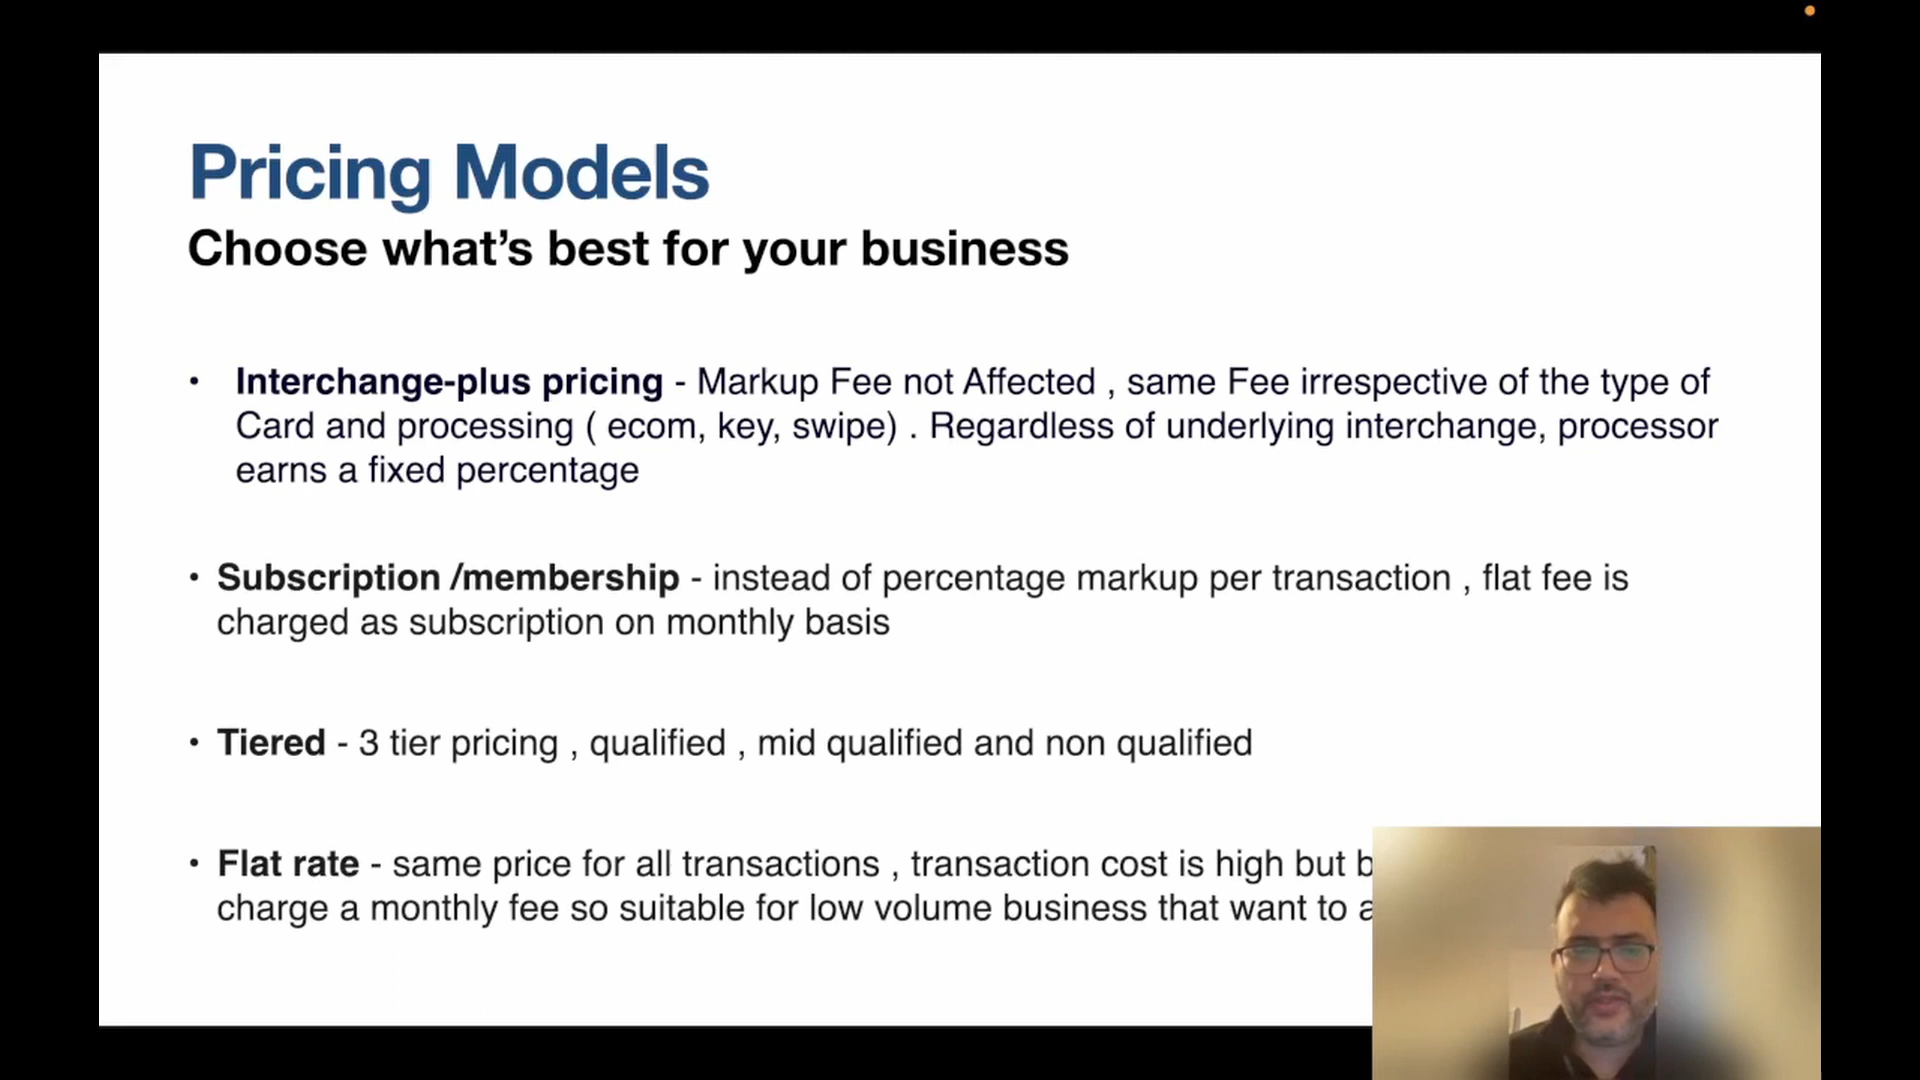 Pricing Models
Choose what's best for your business
• Interchange-plus pricing - Markup Fee not Affected , same Fee irrespective of the type of
Card and processing ( ecom, key, swipe) . Regardless of underlying interchange, processor
earns a fixed percentage
• Subscription /membership - instead of percentage markup per transaction , flat fee is
charged as subscription on monthly basis
• Tiered - 3 tier pricing , qualified , mid qualified and non qualified
• Flat rate - same price for all transactions , transaction cost is high but
charge a monthly fee so suitable for low volume business that want to